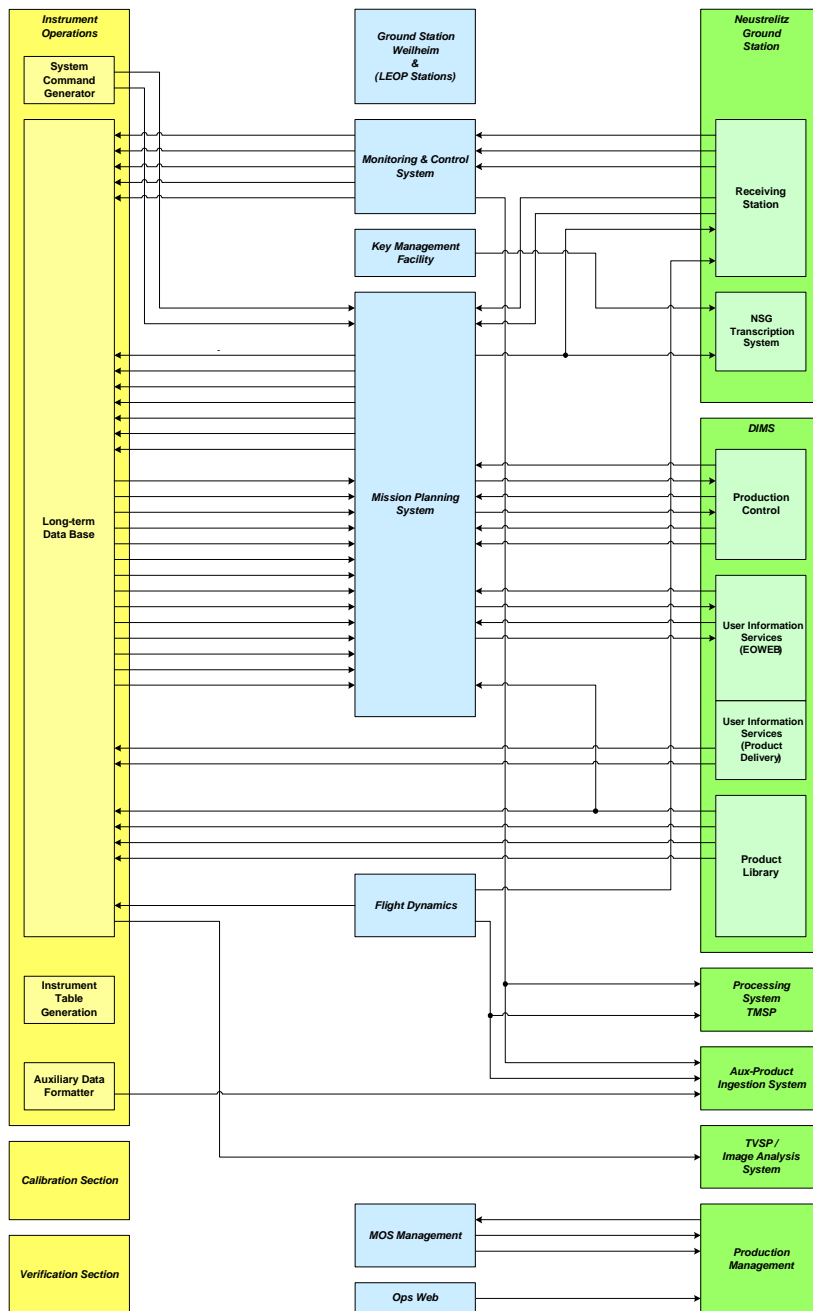 Instrument
Operations
System
Command
Generator
Long-term
Data Base
Instrument
Table
Generation
Auxiliary Data
Formatter
Calibration Section
Verification Section
Ground Station
Weilheim
&
(LEOP Stations)
Monitoring & Control
System
Key Management
Facility
Mission Planning
System
Flight Dynamics
MOS Management
Ops Web
Neustrelitz
Ground
Station
Receiving
Station
NSG
Transcription
System
DIMS
Production
Control
User Information
Services
(EOWEB)
User Information
Services
(Product
Delivery)
Product
Library
Processing
System
TMSP
Aux-Product
Ingestion System
TVSP /
Image Analysis
System
Production
Management